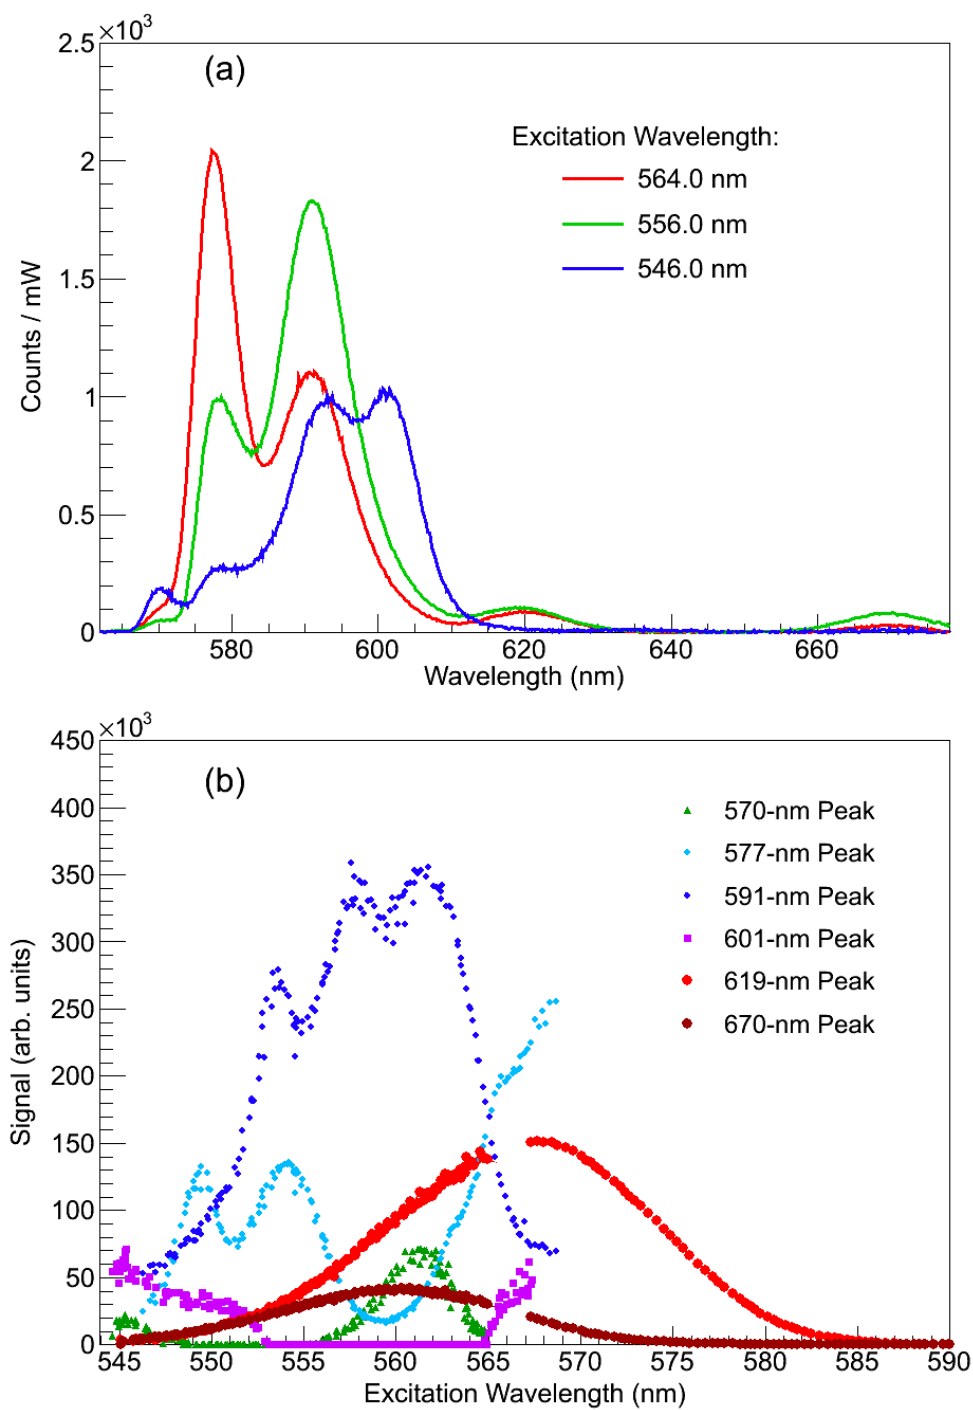 ×10³
2.5
(a)
Excitation Wavelength:
2
564.0 nm
556.0 nm
1.5
546.0 nm
Counts / mW
1
0.5
0
580 600 620 640 660
Wavelength (nm)
×10³
450
(b)
400
570-nm Peak
577-nm Peak
350
591-nm Peak
300
601-nm Peak
250
619-nm Peak
670-nm Peak
200
Signal (arb. units)
150
100
50
0
545 550 555 560 565 570 575 580 585 590
Excitation Wavelength (nm)